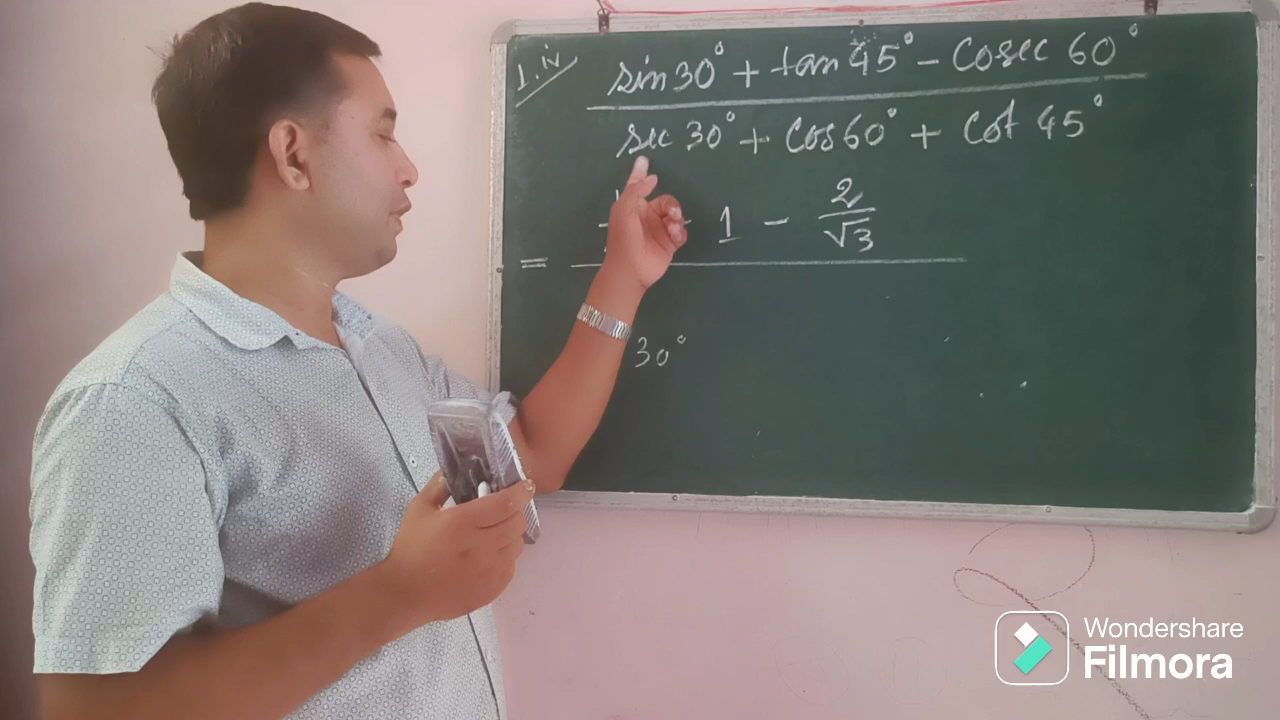 1.iv
sin 30° + tan 45° - Cosec 60°
sec 30° + Cos 60° + Cot 45°
= 1 - 2/√3
30°
Wondershare
Filmora